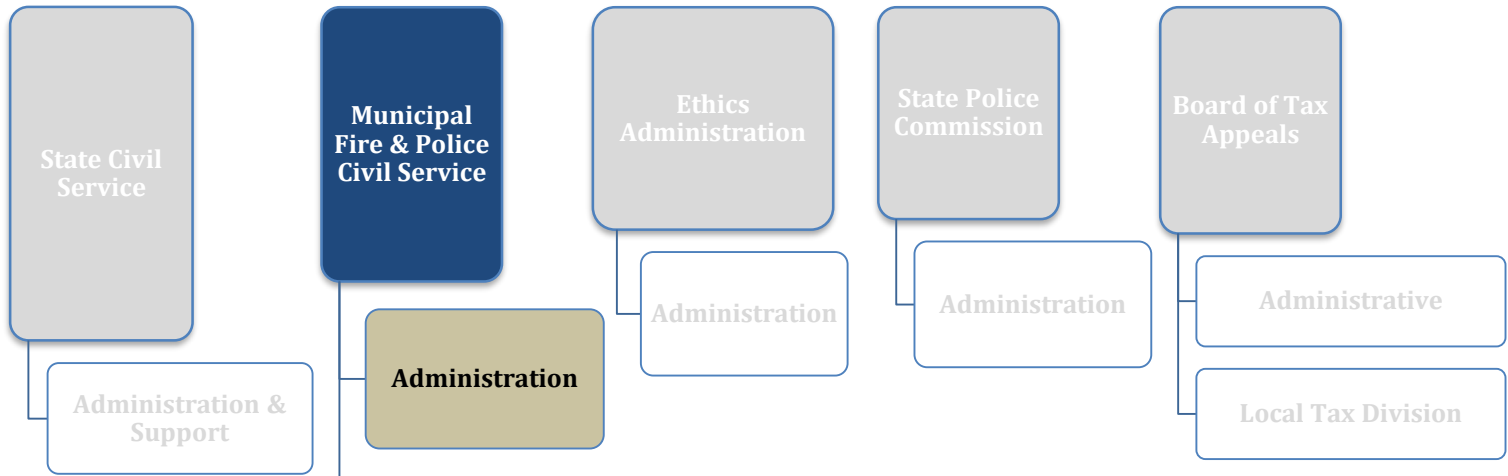 State Civil
Service
Administration &
Support
Municipal
Fire & Police
Civil Service
Administration
Ethics
Administration
Administration
State Police
Commission
Administration
Board of Tax
Appeals
Administrative
Local Tax Division